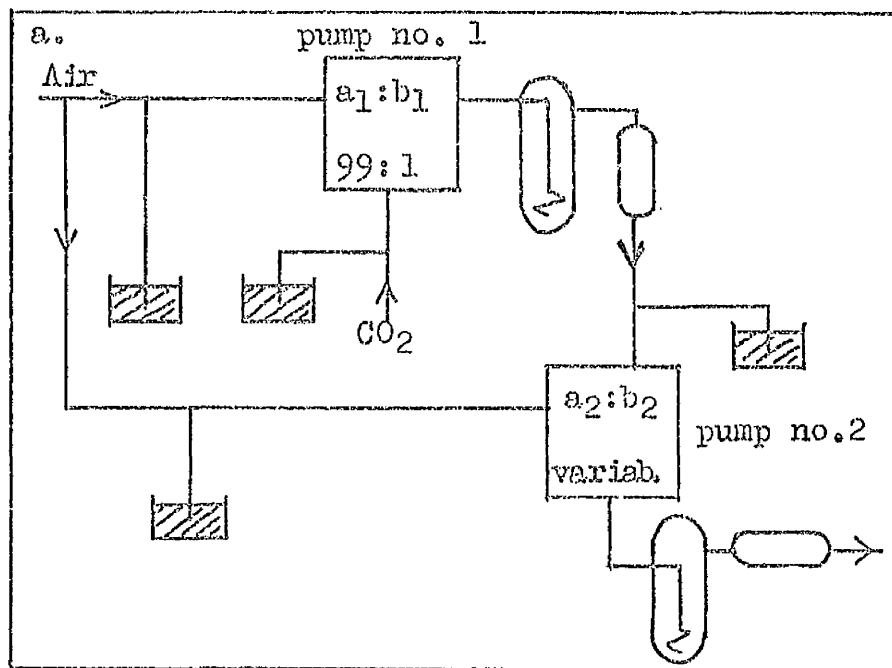 a.
pump no. 1
Air
a₁:b₁
99:1
CO₂
a₂:b₂
pump no.2
variab.